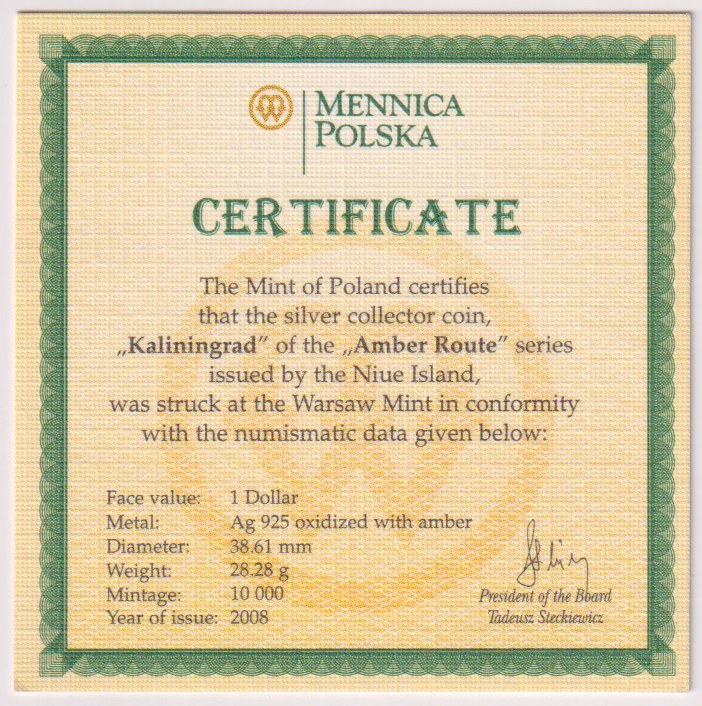 MENNICA
POLSKA
CERTIFICATE
The Mint of Poland certifies
that the silver collector coin,
„Kaliningrad” of the „Amber Route” series
issued by the Niue Island,
was struck at the Warsaw Mint in conformity
with the numismatic data given below:
Face value: 1 Dollar
Metal: Ag 925 oxidized with amber
Diameter: 38.61 mm
Weight: 28.28 g
Mintage: 10 000
Year of issue: 2008
President of the Board
Tadeusz Steckiewicz